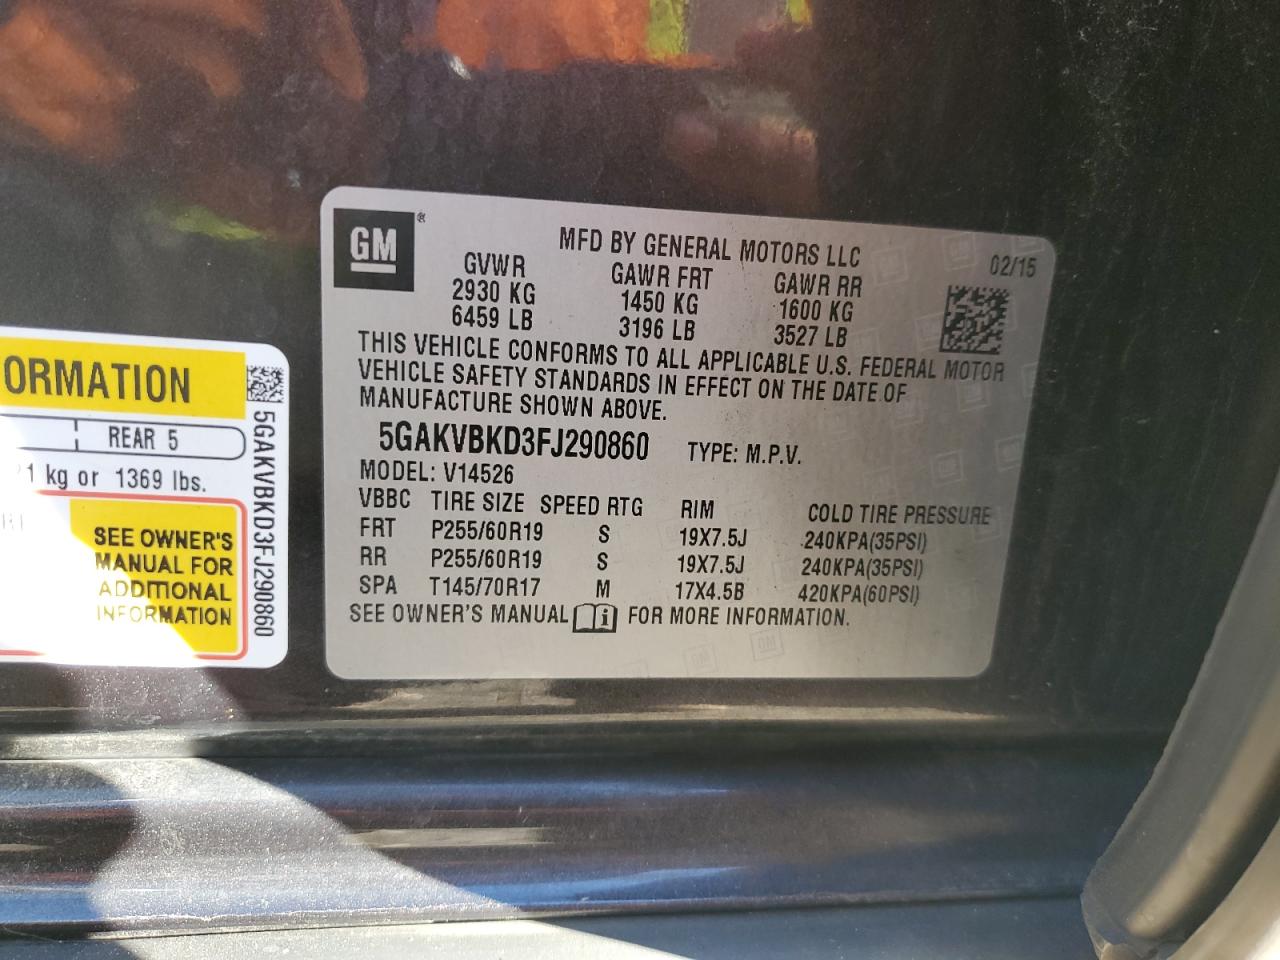 GM ®
MFD BY GENERAL MOTORS LLC
02/15
GVWR GAWR FRT GAWR RR
2930 KG 1450 KG 1600 KG
6459 LB 3196 LB 3527 LB
THIS VEHICLE CONFORMS TO ALL APPLICABLE U.S. FEDERAL MOTOR
VEHICLE SAFETY STANDARDS IN EFFECT ON THE DATE OF
MANUFACTURE SHOWN ABOVE.
5GAKVBKD3FJ290860 TYPE: M.P.V.
MODEL: V14526
VBBC TIRE SIZE SPEED RTG RIM COLD TIRE PRESSURE
FRT P255/60R19 S 19X7.5J 240KPA(35PSI)
RR P255/60R19 S 19X7.5J 240KPA(35PSI)
SPA T145/70R17 M 17X4.5B 420KPA(60PSI)
SEE OWNER'S MANUAL FOR MORE INFORMATION.
ORMATION
REAR 5
1 kg or 1369 lbs.
SEE OWNER'S
MANUAL FOR
ADDITIONAL
INFORMATION
5GAKVBKD3FJ290860